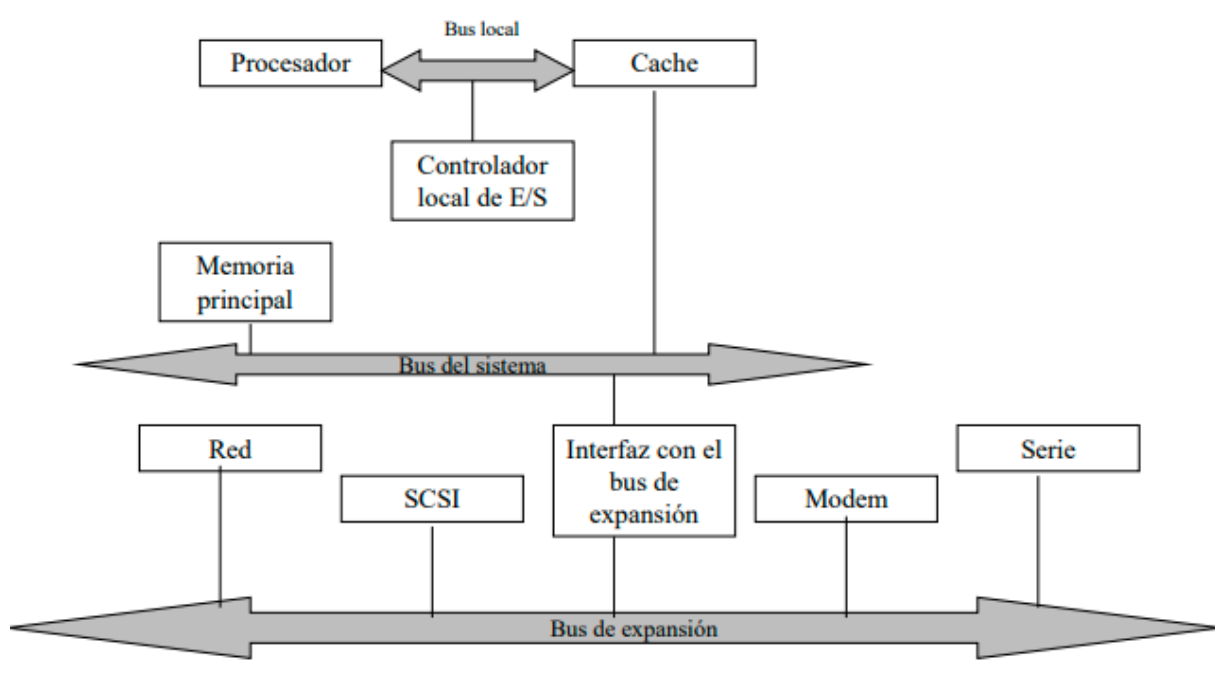 Bus local
Procesador
Cache
Controlador
local de E/S
Memoria
principal
Bus del sistema
Red
SCSI
Interfaz con el
bus de
expansión
Modem
Serie
Bus de expansión